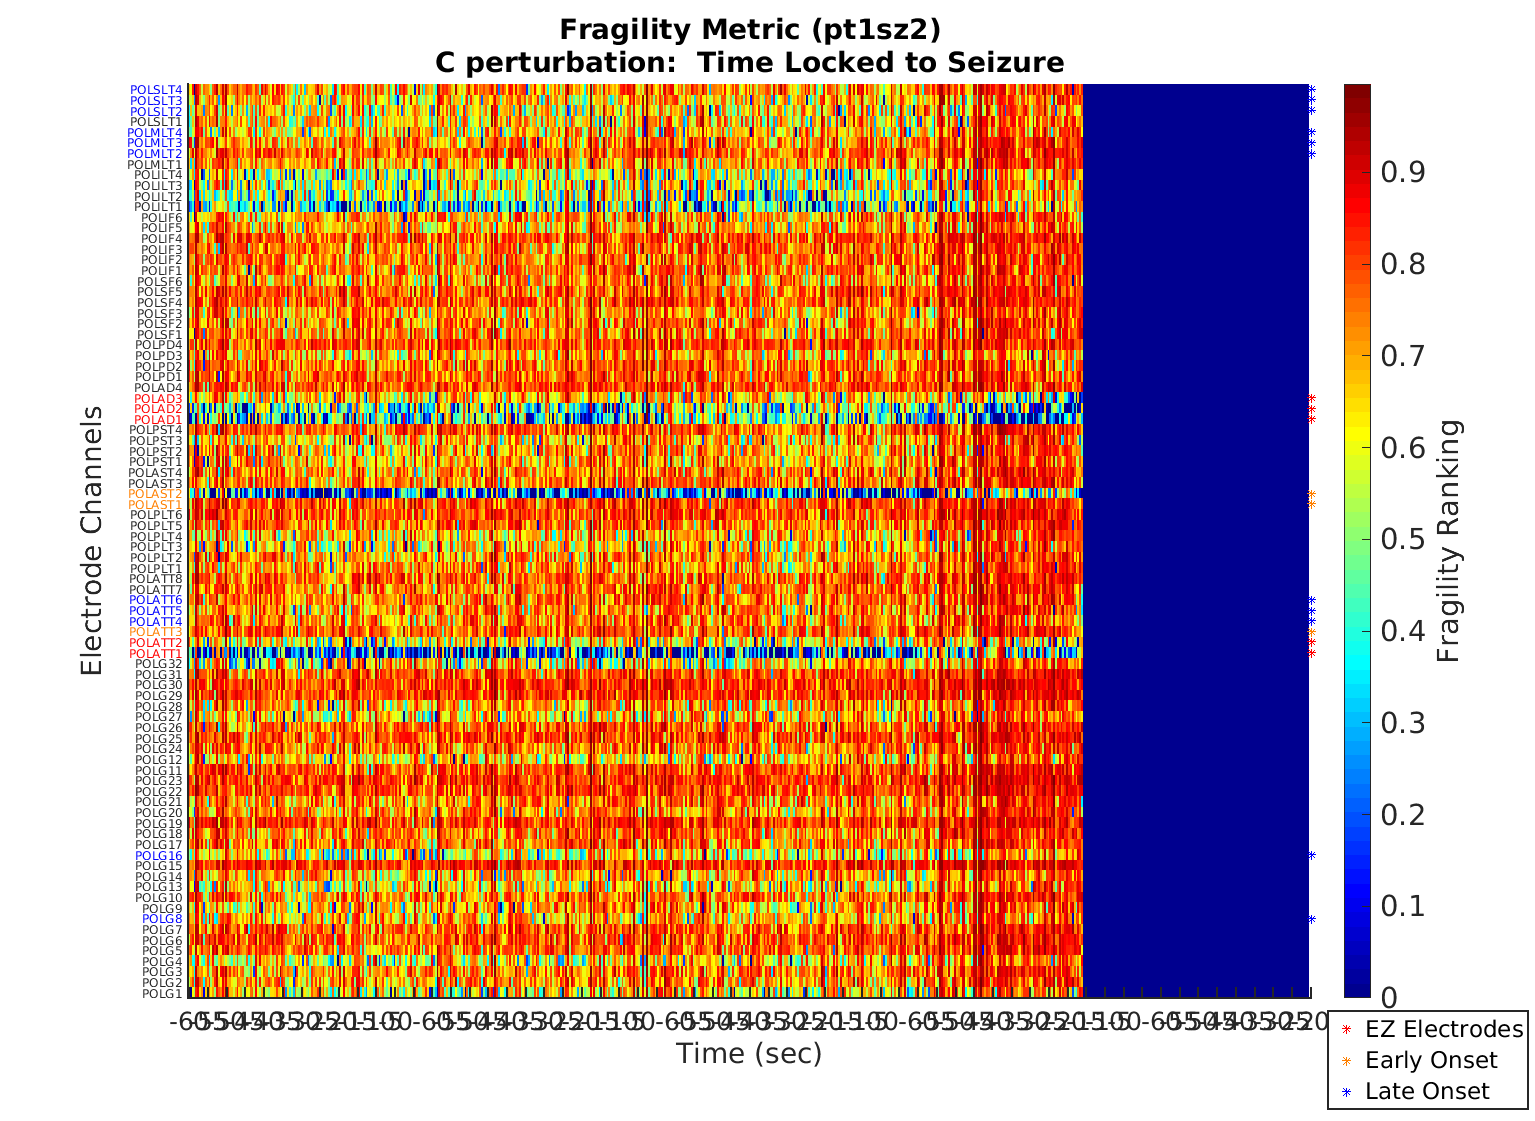 Fragility Metric (pt1sz2)
C perturbation:  Time Locked to Seizure
Electrode Channels
POLSLT4
POLSLT3
POLSLT2
POLSLT1
POLMLT4
POLMLT3
POLMLT2
POLMLT1
POLILT4
POLILT3
POLILT2
POLILT1
POLIF6
POLIF5
POLIF4
POLIF3
POLIF2
POLIF1
POLSF6
POLSF5
POLSF4
POLSF3
POLSF2
POLSF1
POLPD4
POLPD3
POLPD2
POLPD1
POLAD4
POLAD3
POLAD2
POLAD1
POLPST4
POLPST3
POLPST2
POLPST1
POLAST4
POLAST3
POLAST2
POLAST1
POLPLT6
POLPLT5
POLPLT4
POLPLT3
POLPLT2
POLPLT1
POLATT8
POLATT7
POLATT6
POLATT5
POLATT4
POLATT3
POLATT2
POLATT1
POLG32
POLG31
POLG30
POLG29
POLG28
POLG27
POLG26
POLG25
POLG24
POLG12
POLG11
POLG23
POLG22
POLG21
POLG20
POLG19
POLG18
POLG17
POLG16
POLG15
POLG14
POLG13
POLG10
POLG9
POLG8
POLG7
POLG6
POLG5
POLG4
POLG3
POLG2
POLG1
Time (sec)
0.9
0.8
0.7
0.6
0.5
0.4
0.3
0.2
0.1
0
Fragility Ranking
EZ Electrodes
Early Onset
Late Onset